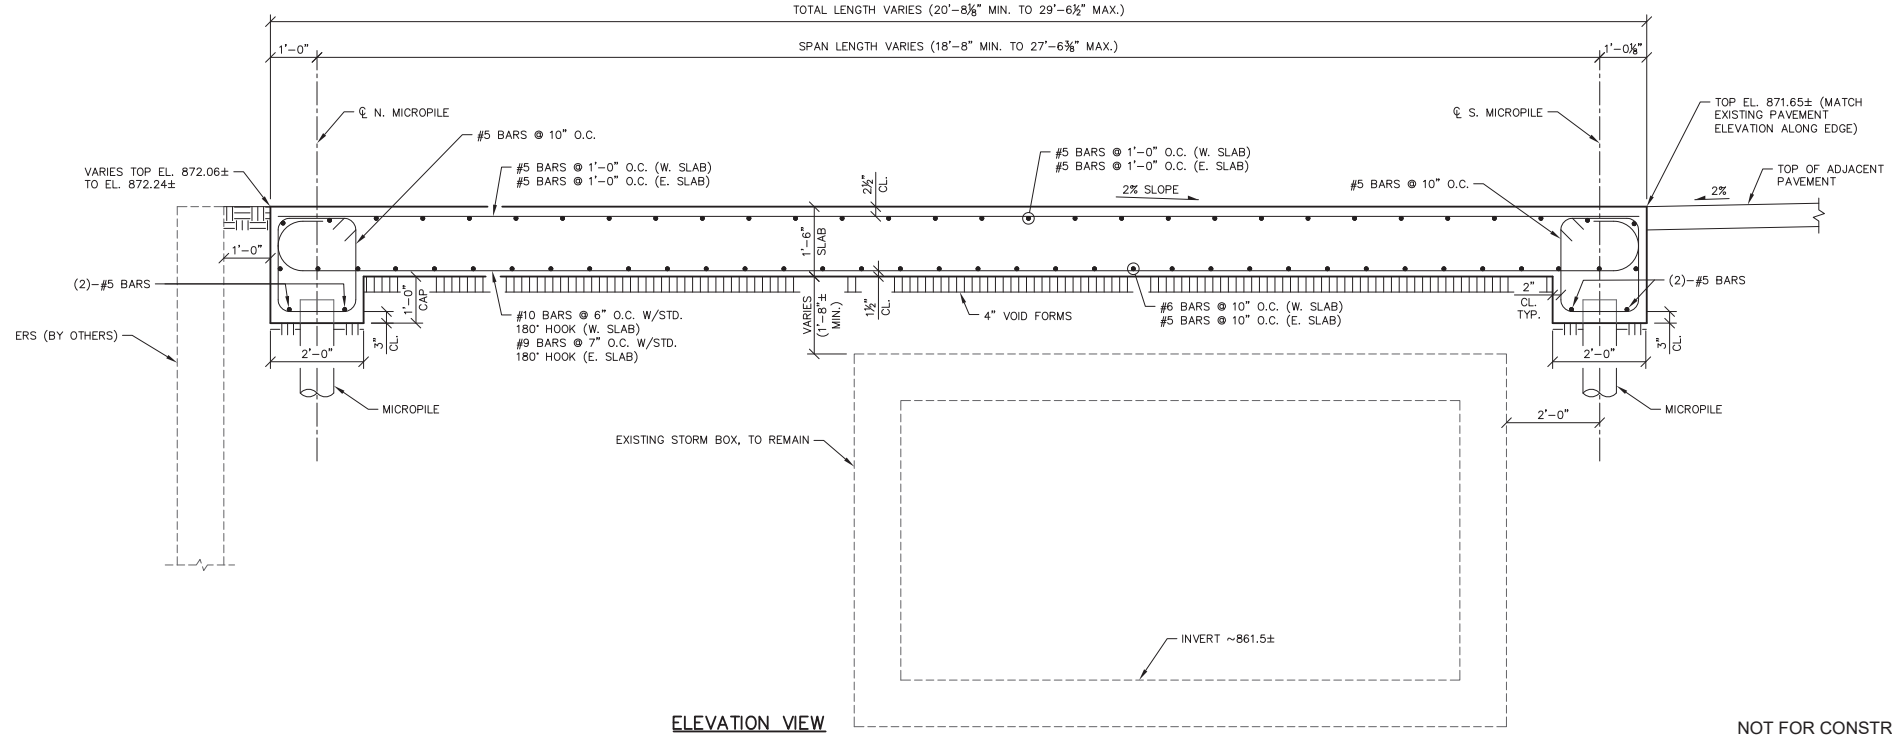 TOTAL LENGTH VARIES (20'-8⅛" MIN. TO 29'-6½" MAX.)
1'-0"
SPAN LENGTH VARIES (18'-8" MIN. TO 27'-6⅜" MAX.)
1'-0⅛"
℄ N. MICROPILE
℄ S. MICROPILE
TOP EL. 871.65± (MATCH
EXISTING PAVEMENT
ELEVATION ALONG EDGE)
#5 BARS @ 10" O.C.
VARIES TOP EL. 872.06±
TO EL. 872.24±
#5 BARS @ 1'-0" O.C. (W. SLAB)
#5 BARS @ 1'-0" O.C. (E. SLAB)
2½"
CL.
#5 BARS @ 1'-0" O.C. (W. SLAB)
#5 BARS @ 1'-0" O.C. (E. SLAB)
2% SLOPE
#5 BARS @ 10" O.C.
2%
TOP OF ADJACENT
PAVEMENT
1'-0"
1'-6"
SLAB
(2)-#5 BARS
1'-0"
CAP
3"
CL.
2'-0"
#10 BARS @ 6" O.C. W/STD.
180° HOOK (W. SLAB)
#9 BARS @ 7" O.C. W/STD.
180° HOOK (E. SLAB)
VARIES
(1'-8"±
MIN.)
1½"
CL.
4" VOID FORMS
#6 BARS @ 10" O.C. (W. SLAB)
#5 BARS @ 10" O.C. (E. SLAB)
2"
CL.
TYP.
(2)-#5 BARS
3"
CL.
2'-0"
ERS (BY OTHERS)
MICROPILE
MICROPILE
2'-0"
EXISTING STORM BOX, TO REMAIN
INVERT ~861.5±
ELEVATION VIEW
NOT FOR CONSTR